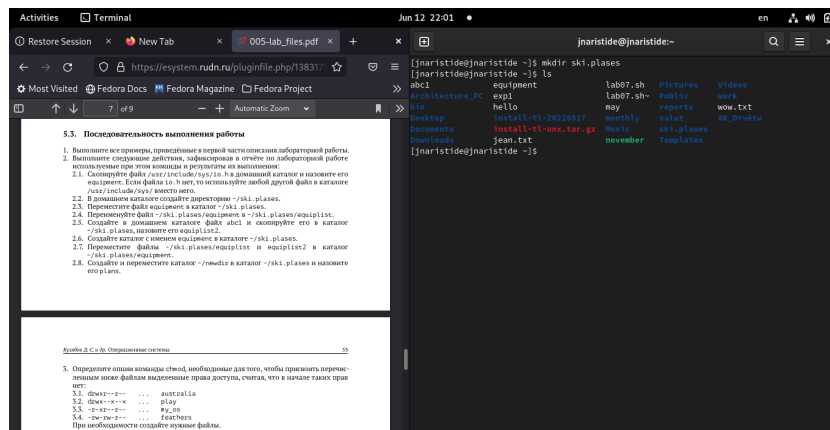 Activities Terminal Jun 12 22:01 en
Restore Session × New Tab × 005-lab_files.pdf × + ×
https://esystem.rudn.ru/pluginfile.php/138317
Most Visited Fedora Docs Fedora Magazine Fedora Project
7 of 9 Automatic Zoom
5.3. Последовательность выполнения работы
1. Выполните все примеры, приведённые в первой части описания лабораторной работы.
2. Выполните следующие действия, зафиксировав в отчёте по лабораторной работе
используемые при этом команды и результаты их выполнения:
2.1. Скопируйте файл /usr/include/sys/io.h в домашний каталог и назовите его
equipment. Если файла io.h нет, то используйте любой другой файл в каталоге
/usr/include/sys/ вместо него.
2.2. В домашнем каталоге создайте директорию ~/ski.plases.
2.3. Переместите файл equipment в каталог ~/ski.plases.
2.4. Переименуйте файл ~/ski.plases/equipment в ~/ski.plases/equiplist.
2.5. Создайте в домашнем каталоге файл abc1 и скопируйте его в каталог
~/ski.plases, назовите его equiplist2.
2.6. Создайте каталог с именем equipment в каталоге ~/ski.plases.
2.7. Переместите файлы ~/ski.plases/equiplist и equiplist2 в каталог
~/ski.plases/equipment.
2.8. Создайте и переместите каталог ~/newdir в каталог ~/ski.plases и назовите
его plans.
Кулябов Д. С. и др. Операционные системы 53
3. Определите опции команды chmod, необходимые для того, чтобы присвоить перечис-
ленным ниже файлам выделенные права доступа, считая, что в начале таких прав
нет:
3.1. drwxr--r-- ... australia
3.2. drwx--x--x ... play
3.3. -r-xr--r-- ... my_os
3.4. -rw-rw-r-- ... feathers
При необходимости создайте нужные файлы.
jnaristide@jnaristide:~
[jnaristide@jnaristide ~]$ mkdir ski.plases
[jnaristide@jnaristide ~]$ ls
abc1 equipment lab07.sh Pictures Videos
Architecture_PC exp1 lab07.sh~ Public work
bin hello may reports wow.txt
Desktop install-tl-20220517 monthly salut АК_Отчёты
Documents install-tl-unx.tar.gz Music ski.plases
Downloads jean.txt november Templates
[jnaristide@jnaristide ~]$